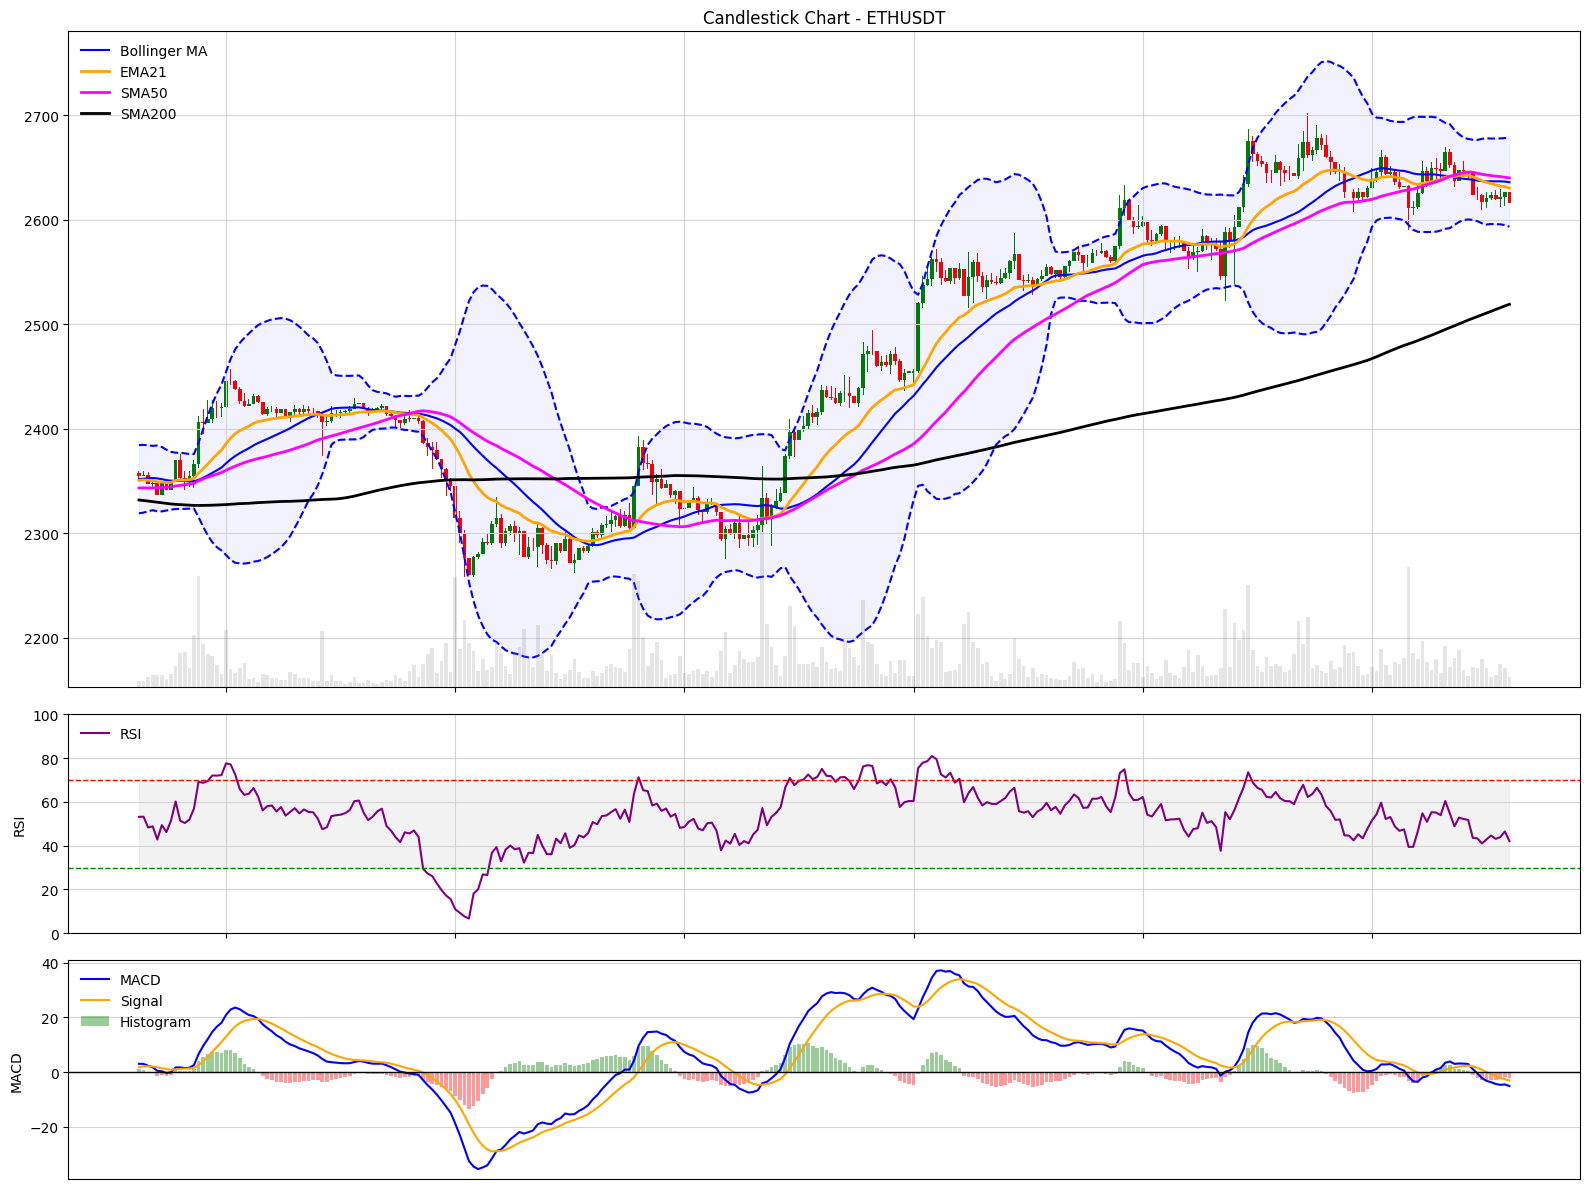 Candlestick Chart - ETHUSDT
Bollinger MA
EMA21
SMA50
SMA200
2700
2600
2500
2400
2300
2200
100
80
60
40
20
0
RSI
RSI
40
20
0
−20
MACD
MACD
Signal
Histogram